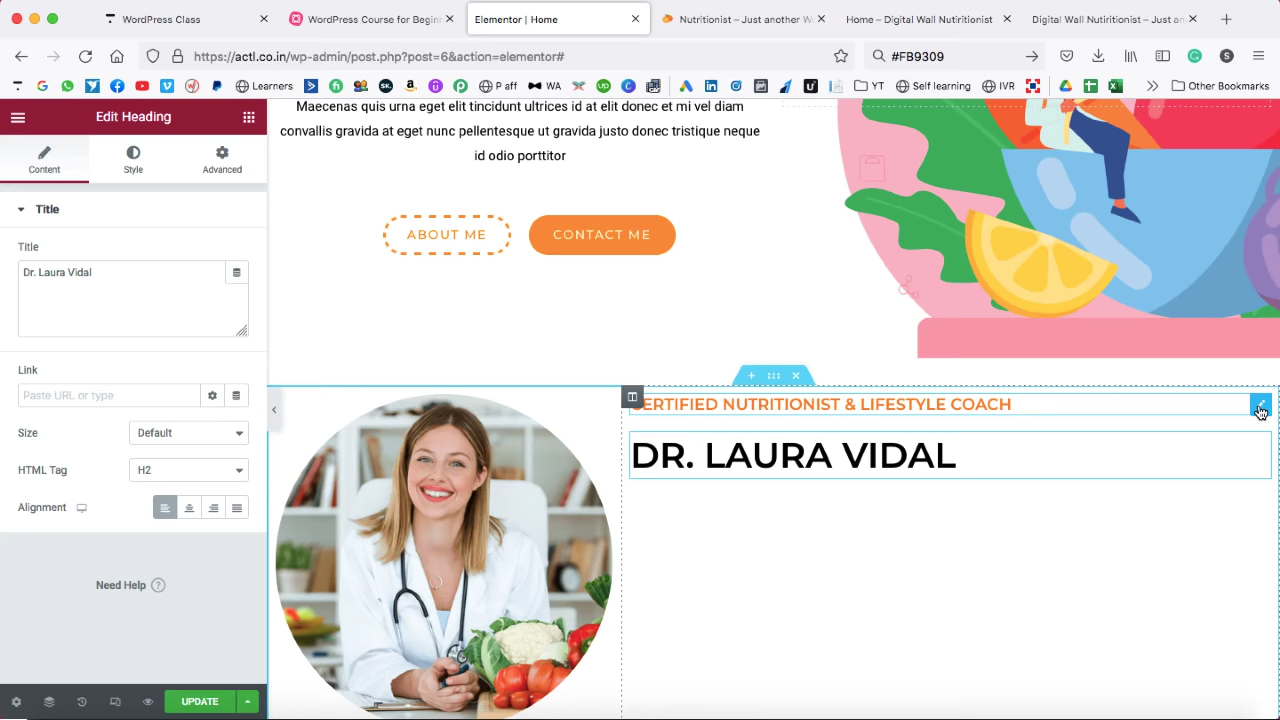 WordPress Class
WordPress Course for Beginn
Elementor | Home
Nutritionist – Just another W
Home – Digital Wall Nutiritionist
Digital Wall Nutiritionist – Just an
https://actl.co.in/wp-admin/post.php?post=6&action=elementor#
#FB9309
Learners
P aff
WA
YT
Self learning
IVR
Other Bookmarks
Edit Heading
Content
Style
Advanced
Title
Title
Dr. Laura Vidal
Link
Paste URL or type
Size
Default
HTML Tag
H2
Alignment
Need Help
UPDATE
Maecenas quis urna eget elit tincidunt ultrices id at elit donec et mi vel diam
convallis gravida at eget nunc pellentesque ut gravida justo donec tristique neque
id odio porttitor
ABOUT ME
CONTACT ME
CERTIFIED NUTRITIONIST & LIFESTYLE COACH
DR. LAURA VIDAL